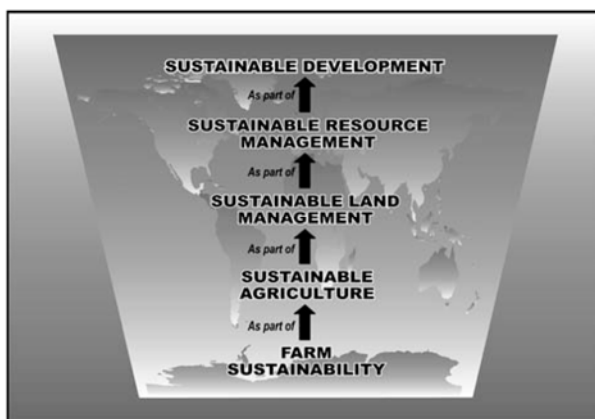 SUSTAINABLE DEVELOPMENT
As part of
SUSTAINABLE RESOURCE
MANAGEMENT
As part of
SUSTAINABLE LAND
MANAGEMENT
As part of
SUSTAINABLE
AGRICULTURE
As part of
FARM
SUSTAINABILITY